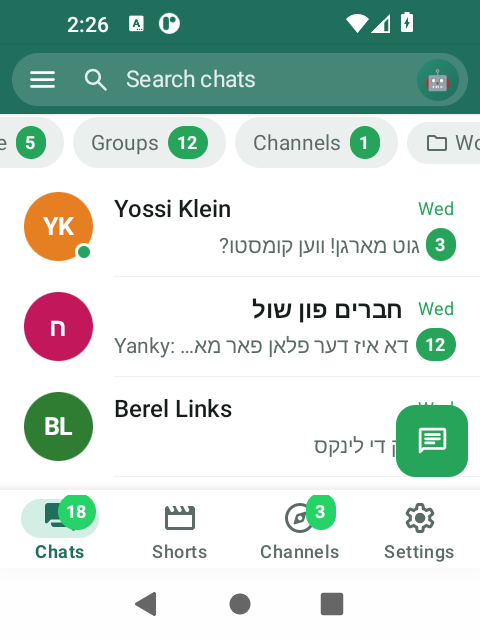 2:26
Search chats
e 5 Groups 12 Channels 1 Wo
YK Yossi Klein Wed
גוט מארגן! ווען קומסטו? 3
ח חברים פון שול Wed
Yanky: דא איז דער פלאן פאר מא... 12
BL Berel Links
ק די לינקס
18 3
Chats Shorts Channels Settings